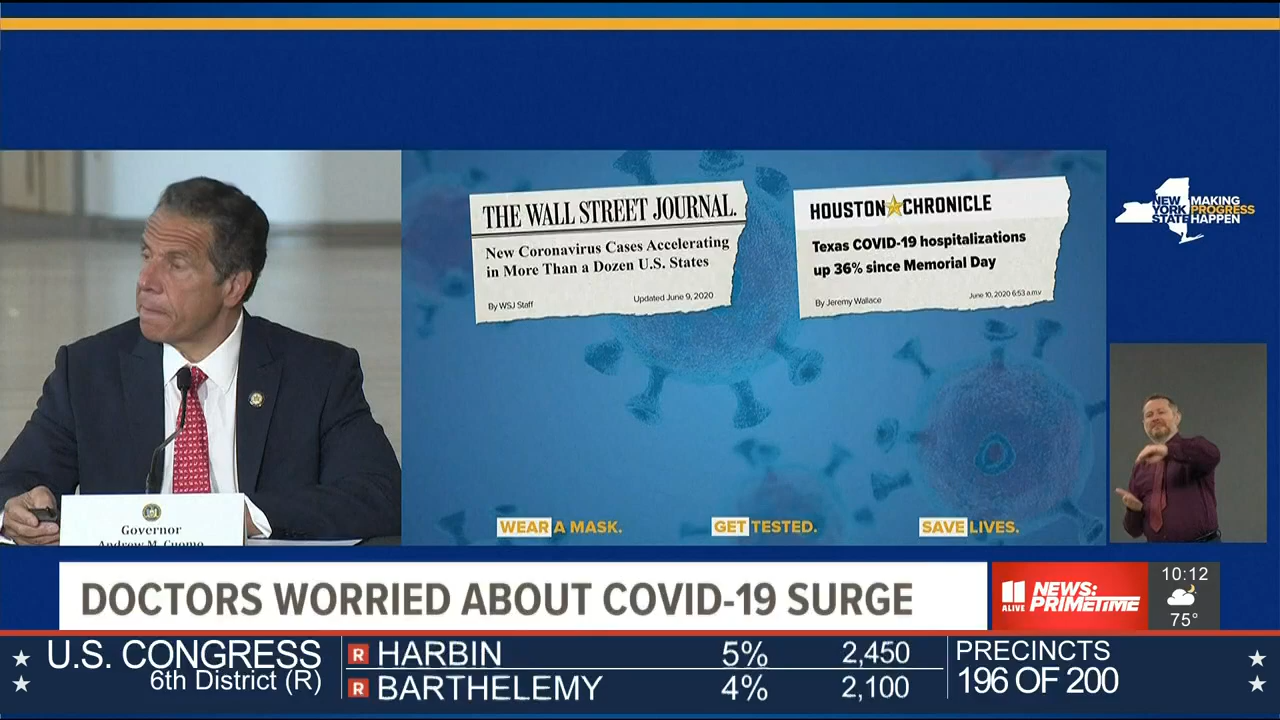 THE WALL STREET JOURNAL.
New Coronavirus Cases Accelerating
in More Than a Dozen U.S. States
By WSJ Staff
Updated June 9, 2020
HOUSTON CHRONICLE
Texas COVID-19 hospitalizations
up 36% since Memorial Day
By Jeremy Wallace
June 10, 2020 6:53 a.m.
NEW
YORK
STATE
MAKING
PROGRESS
HAPPEN
Governor
Andrew M. Cuomo
WEAR A MASK.
GET TESTED.
SAVE LIVES.
DOCTORS WORRIED ABOUT COVID-19 SURGE
11
ALIVE
NEWS:
PRIMETIME
10:12
75°
U.S. CONGRESS
6th District (R)
R HARBIN 5% 2,450
R BARTHELEMY 4% 2,100
PRECINCTS
196 OF 200